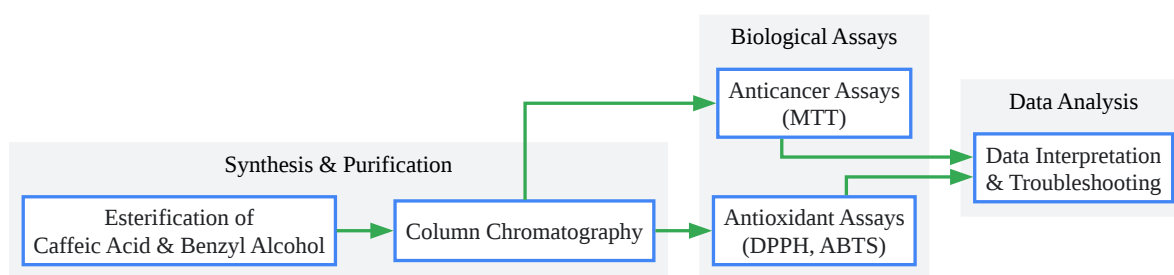 Synthesis & Purification
Esterification of
Caffeic Acid & Benzyl Alcohol
Column Chromatography
Biological Assays
Anticancer Assays
(MTT)
Antioxidant Assays
(DPPH, ABTS)
Data Analysis
Data Interpretation
& Troubleshooting